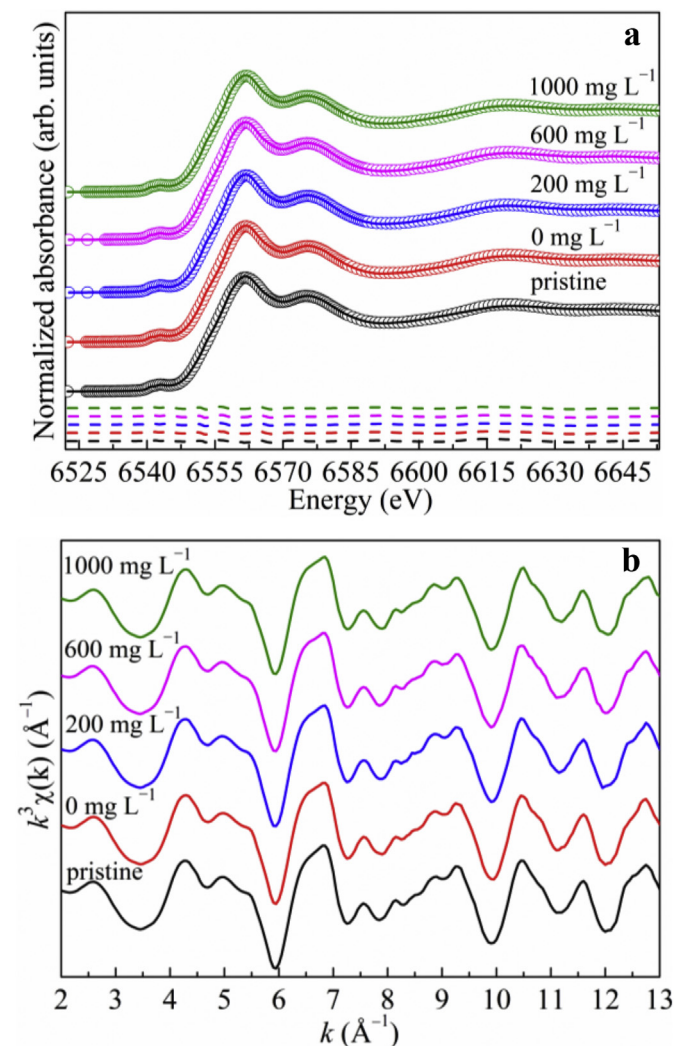 a
1000 mg L⁻¹
600 mg L⁻¹
200 mg L⁻¹
0 mg L⁻¹
pristine
Normalized absorbance (arb. units)
6525 6540 6555 6570 6585 6600 6615 6630 6645
Energy (eV)
b
1000 mg L⁻¹
600 mg L⁻¹
200 mg L⁻¹
0 mg L⁻¹
pristine
k³χ(k) (Å⁻¹)
2 3 4 5 6 7 8 9 10 11 12 13
k (Å⁻¹)